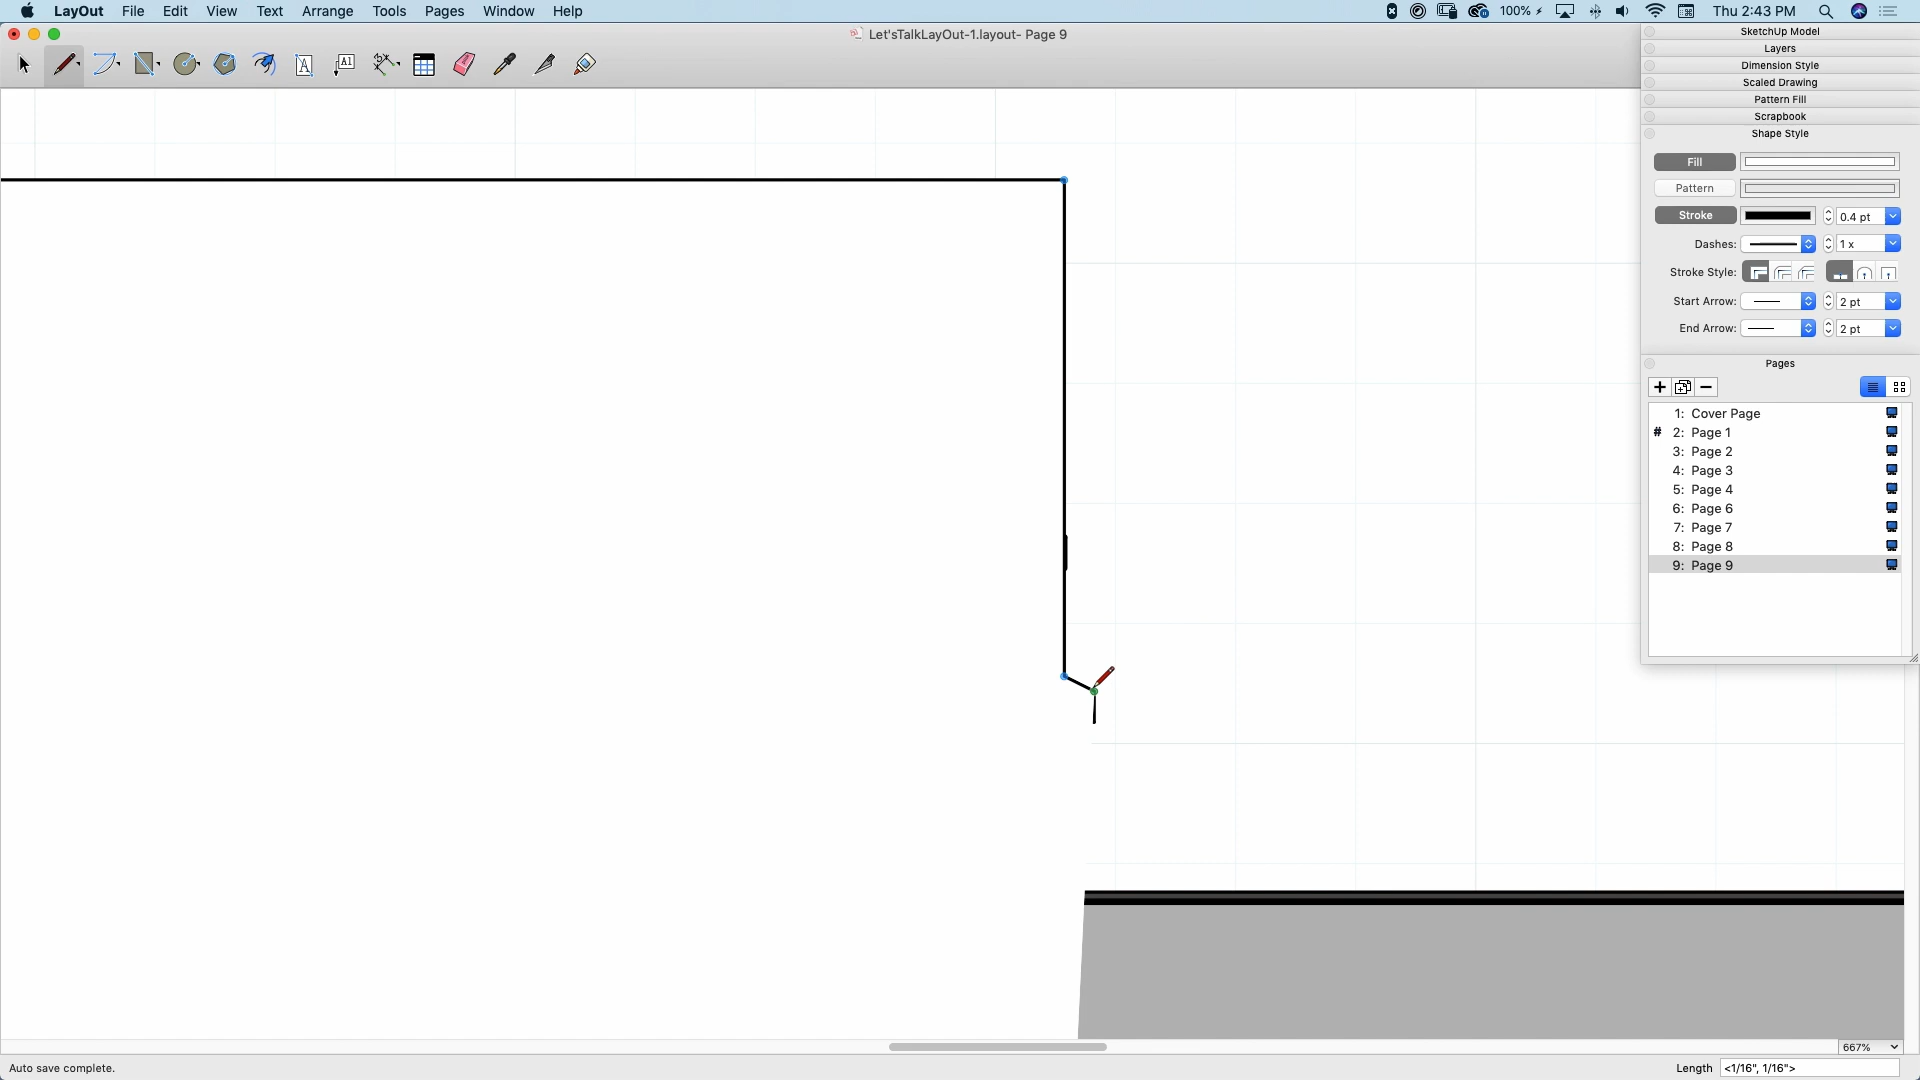 LayOut File Edit View Text Arrange Tools Pages Window Help 100% Thu 2:43 PM
Let'sTalkLayOut-1.layout- Page 9
A
A1
SketchUp Model
Layers
Dimension Style
Scaled Drawing
Pattern Fill
Scrapbook
Shape Style
Fill
Pattern
Stroke 0.4 pt
Dashes: 1 x
Stroke Style:
Start Arrow: 2 pt
End Arrow: 2 pt
Pages
1: Cover Page
# 2: Page 1
3: Page 2
4: Page 3
5: Page 4
6: Page 6
7: Page 7
8: Page 8
9: Page 9
667%
Auto save complete. Length <1/16", 1/16">